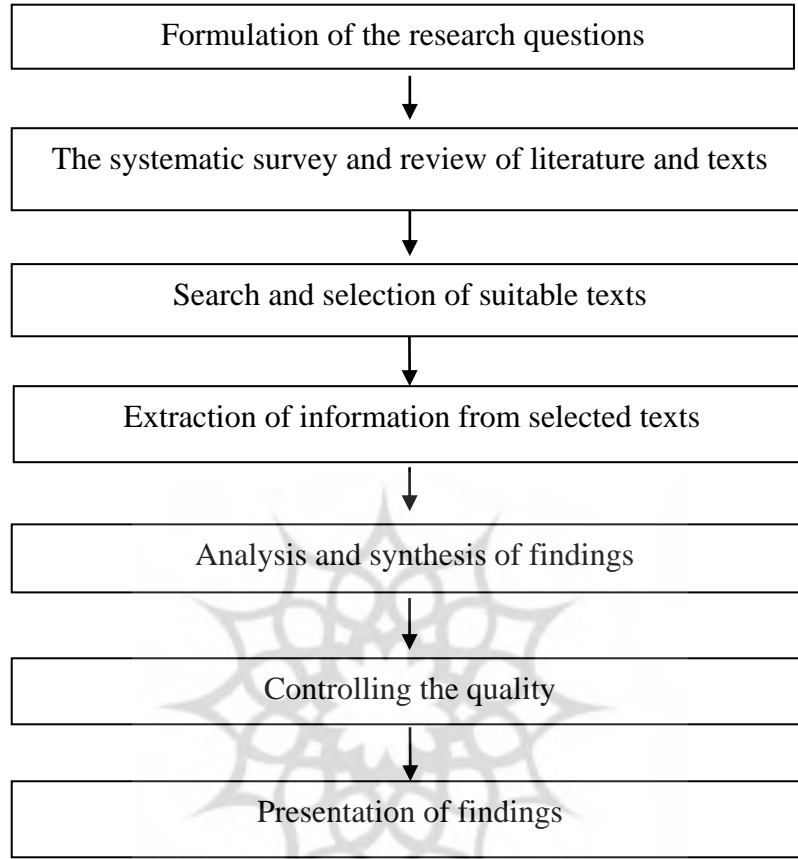 Formulation of the research questions
The systematic survey and review of literature and texts
Search and selection of suitable texts
Extraction of information from selected texts
Analysis and synthesis of findings
Controlling the quality
Presentation of findings